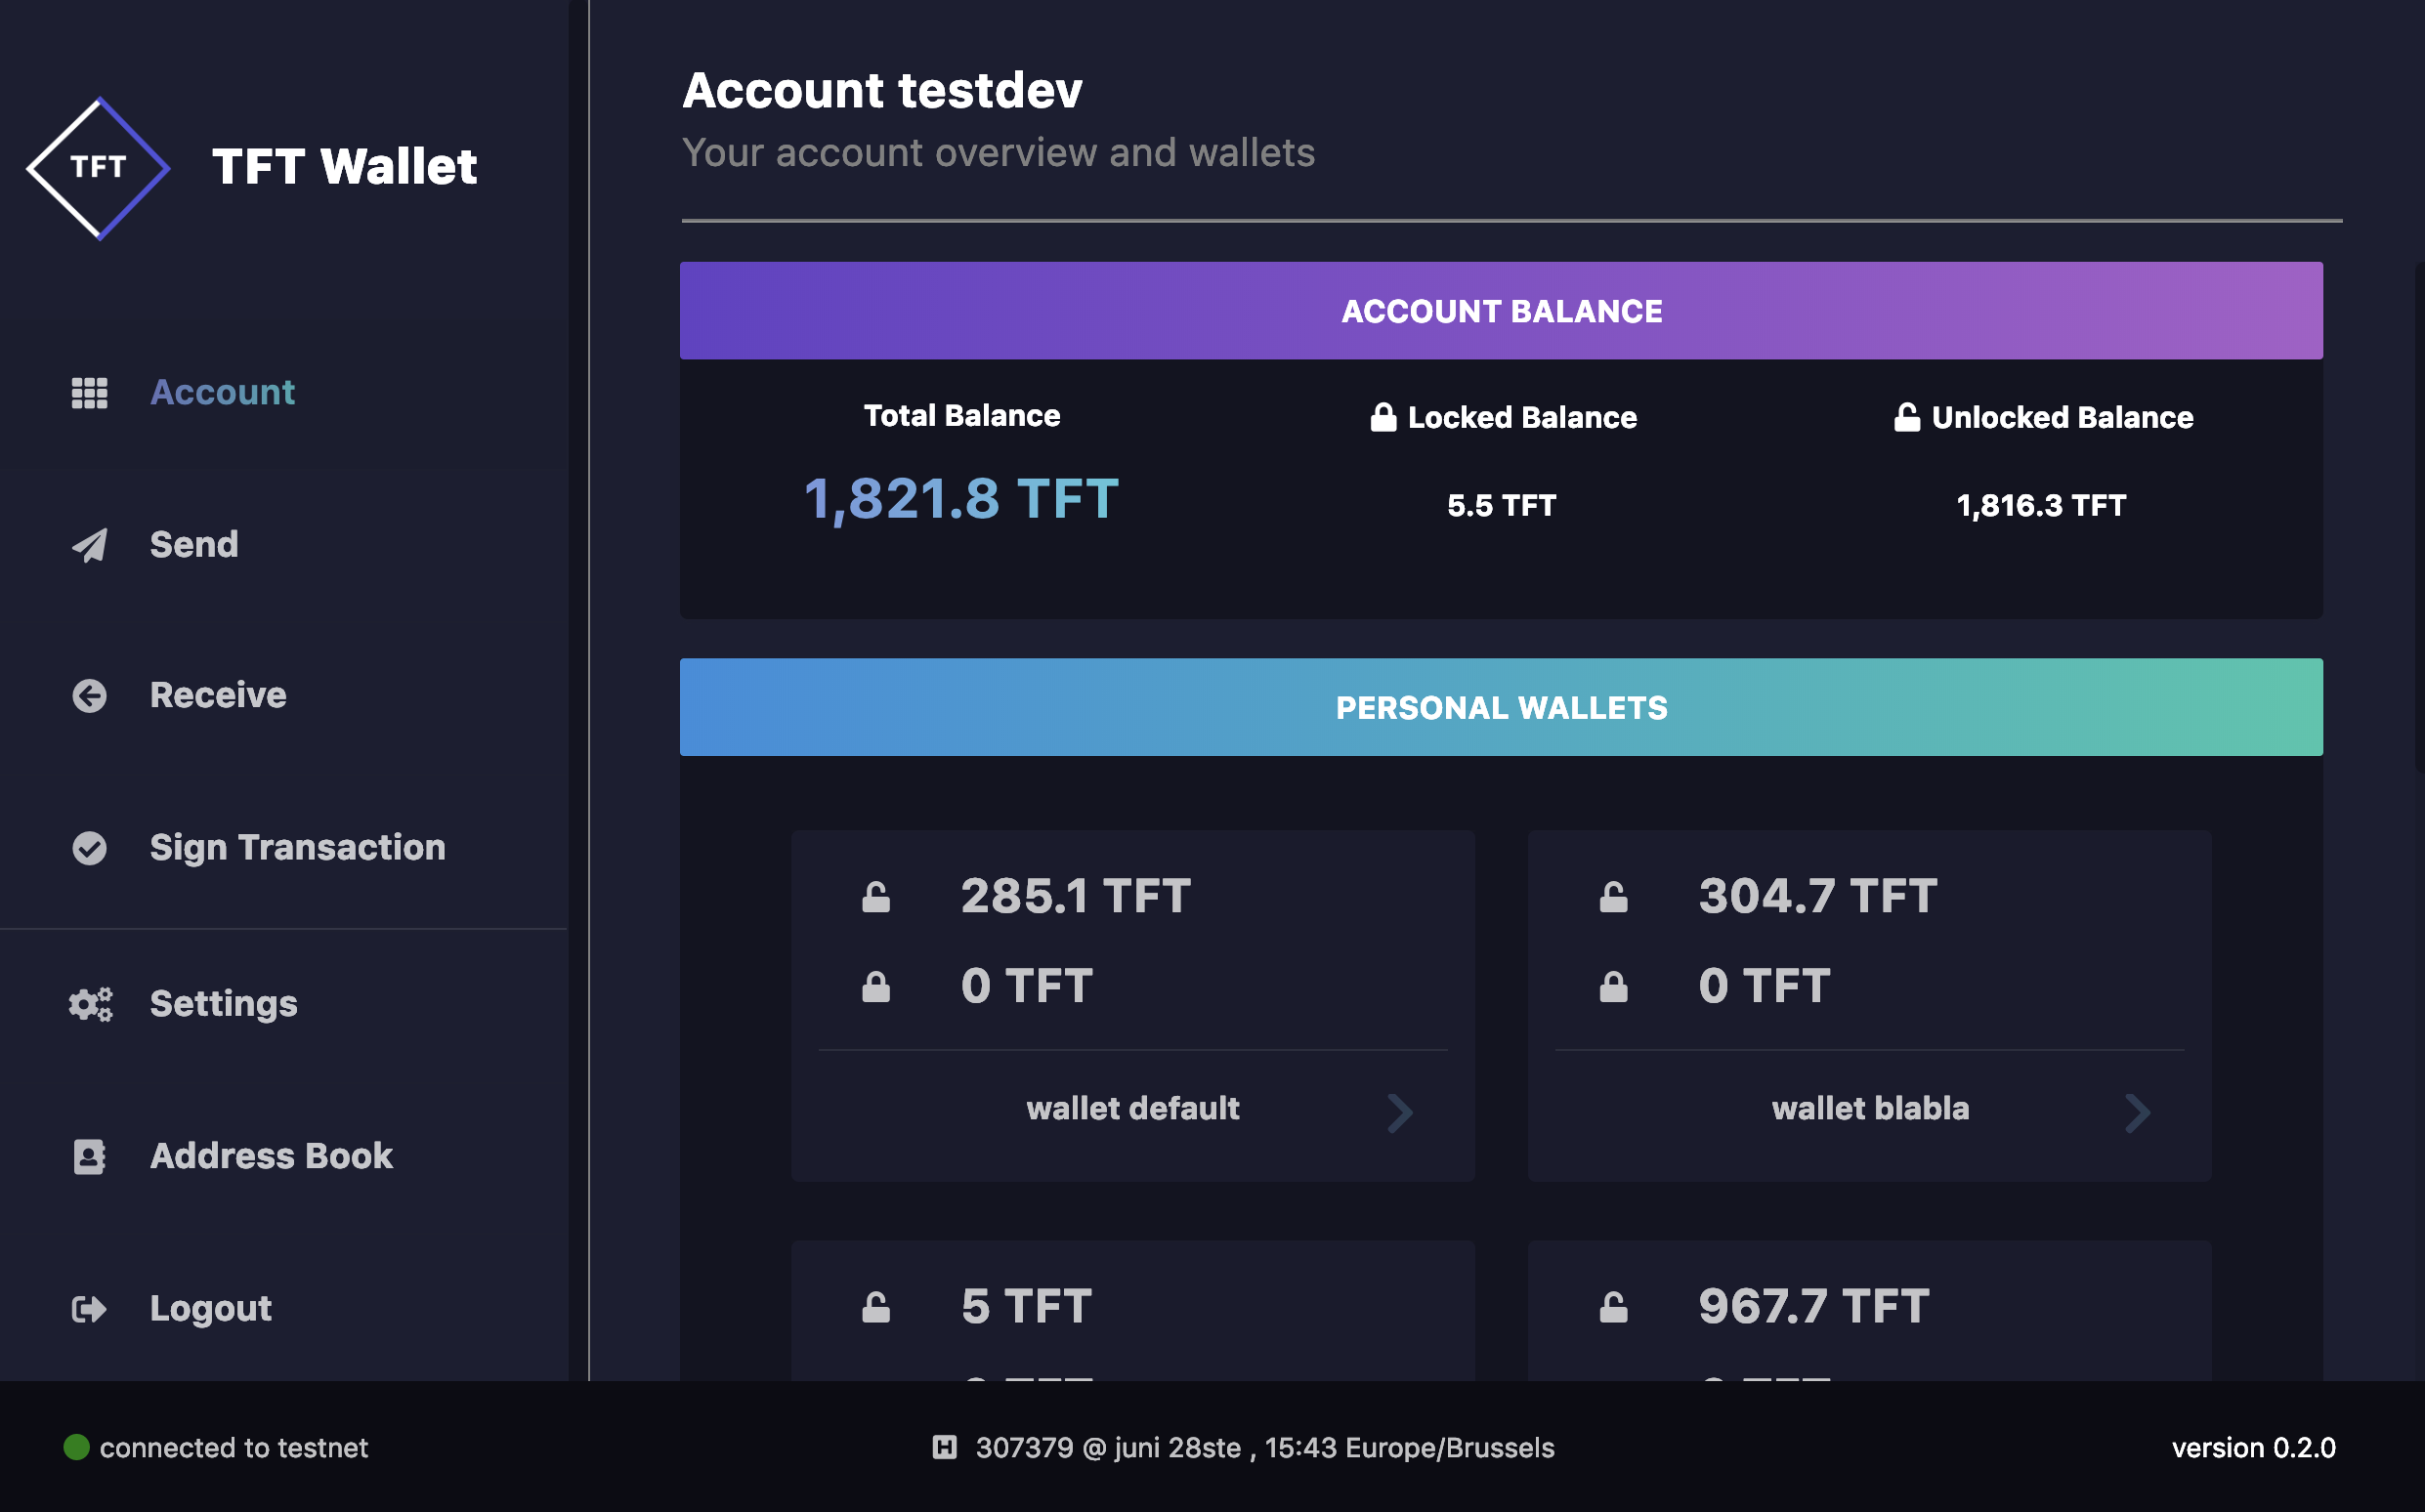 TFT
TFT Wallet
Account
Send
Receive
Sign Transaction
Settings
Address Book
Logout
Account testdev
Your account overview and wallets
ACCOUNT BALANCE
Total Balance
1,821.8 TFT
Locked Balance
5.5 TFT
Unlocked Balance
1,816.3 TFT
PERSONAL WALLETS
285.1 TFT
0 TFT
wallet default
304.7 TFT
0 TFT
wallet blabla
5 TFT
967.7 TFT
connected to testnet
307379 @ juni 28ste , 15:43 Europe/Brussels
version 0.2.0